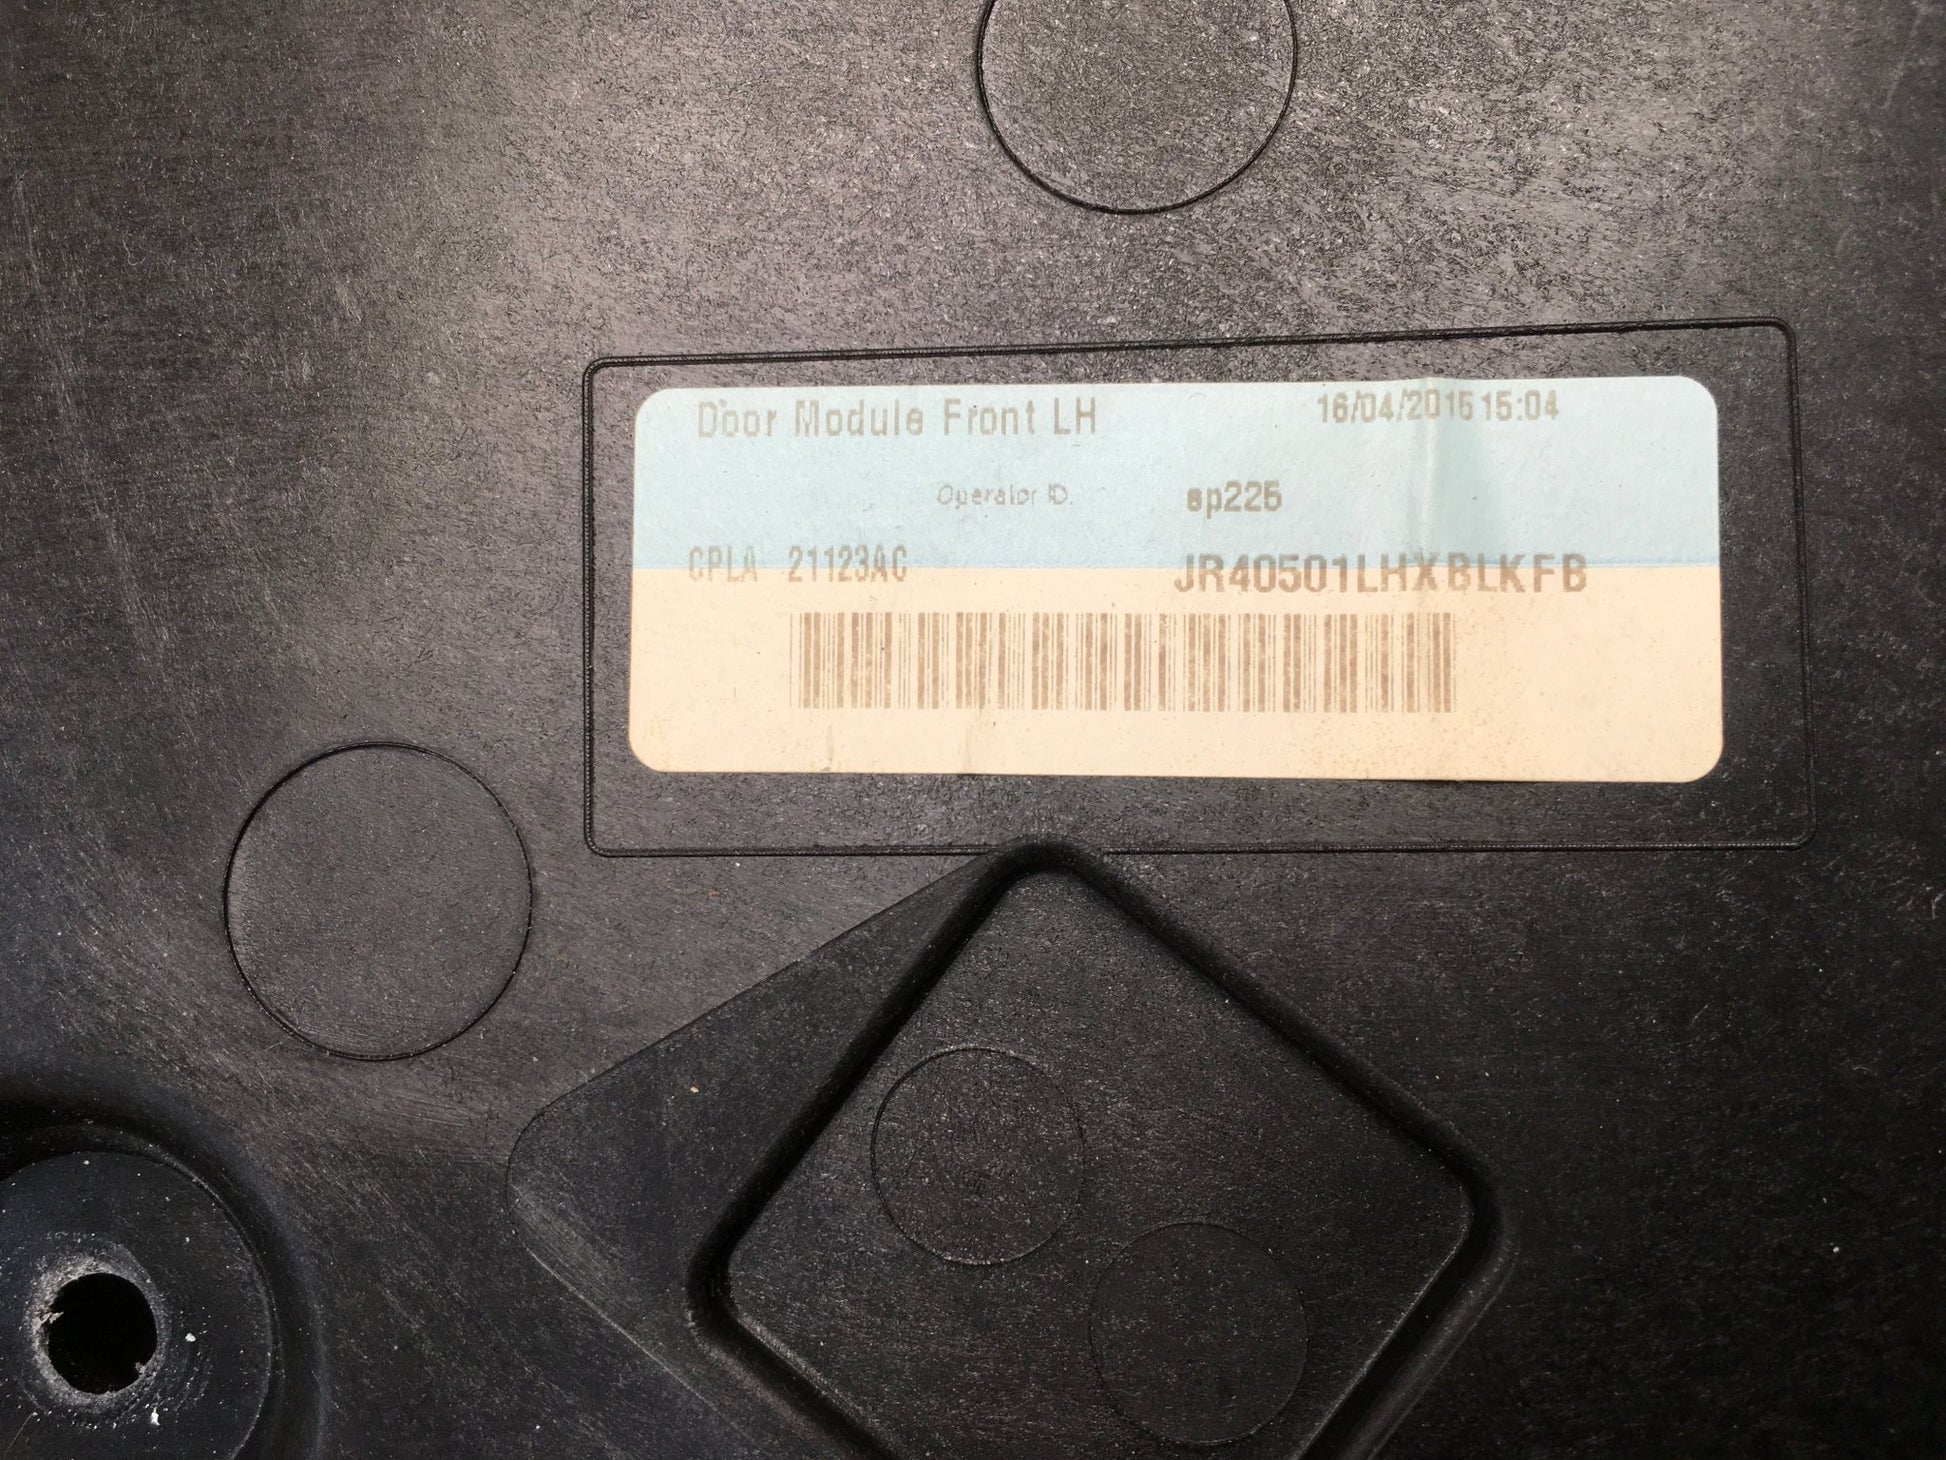 Door Module Front LH 16/04/2015 15:04
Operator ID. sp225
CPLA 21123AC JR40501LHXBLKFB